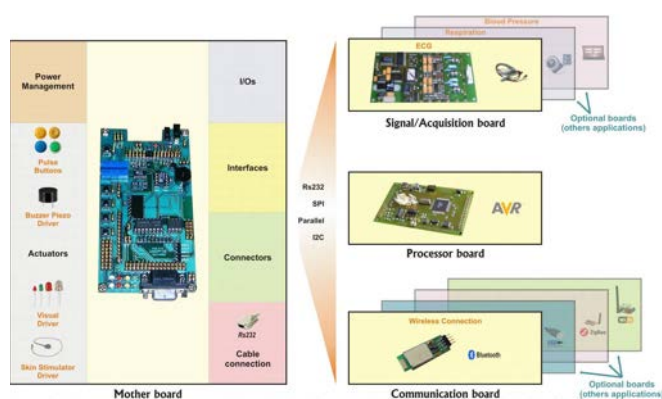 Power
Management
Pulse
Buttons
Buzzer Piezo
Driver
Actuators
Visual
Driver
Skin Stimulator
Driver
I/Os
Interfaces
Connectors
Rs232
Cable
connection
Mother board
Rs232
SPI
Parallel
I2C
Blood Pressure
Respiration
ECG
Signal/Acquisition board
Optional boards
(others applications)
AVR
Processor board
Wireless Connection
Bluetooth
ZigBee
Communication board
Optional boards
(others applications)